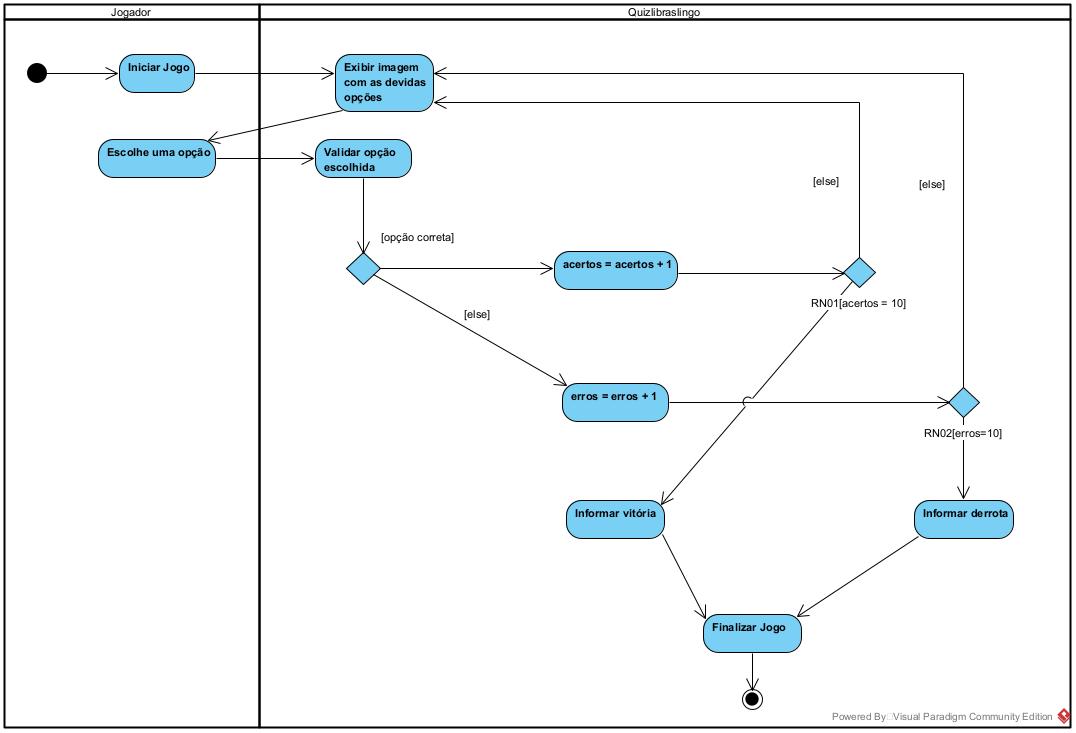 Jogador
Quizlibraslingo
Iniciar Jogo
Exibir imagem
com as devidas
opções
Escolhe uma opção
Validar opção
escolhida
[else]
[else]
[opção correta]
acertos = acertos + 1
RN01[acertos = 10]
[else]
erros = erros + 1
RN02[erros=10]
Informar vitória
Informar derrota
Finalizar Jogo
Powered By Visual Paradigm Community Edition